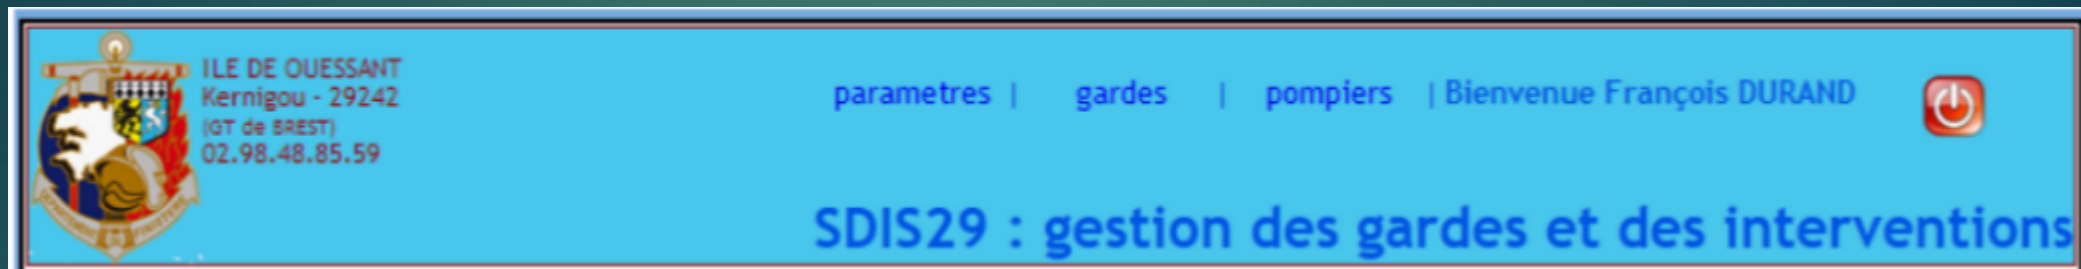 ILE DE OUESSANT
Kernigou - 29242
(GT de BREST)
02.98.48.85.59
parametres | gardes | pompiers | Bienvenue François DURAND
SDIS29 : gestion des gardes et des interventions